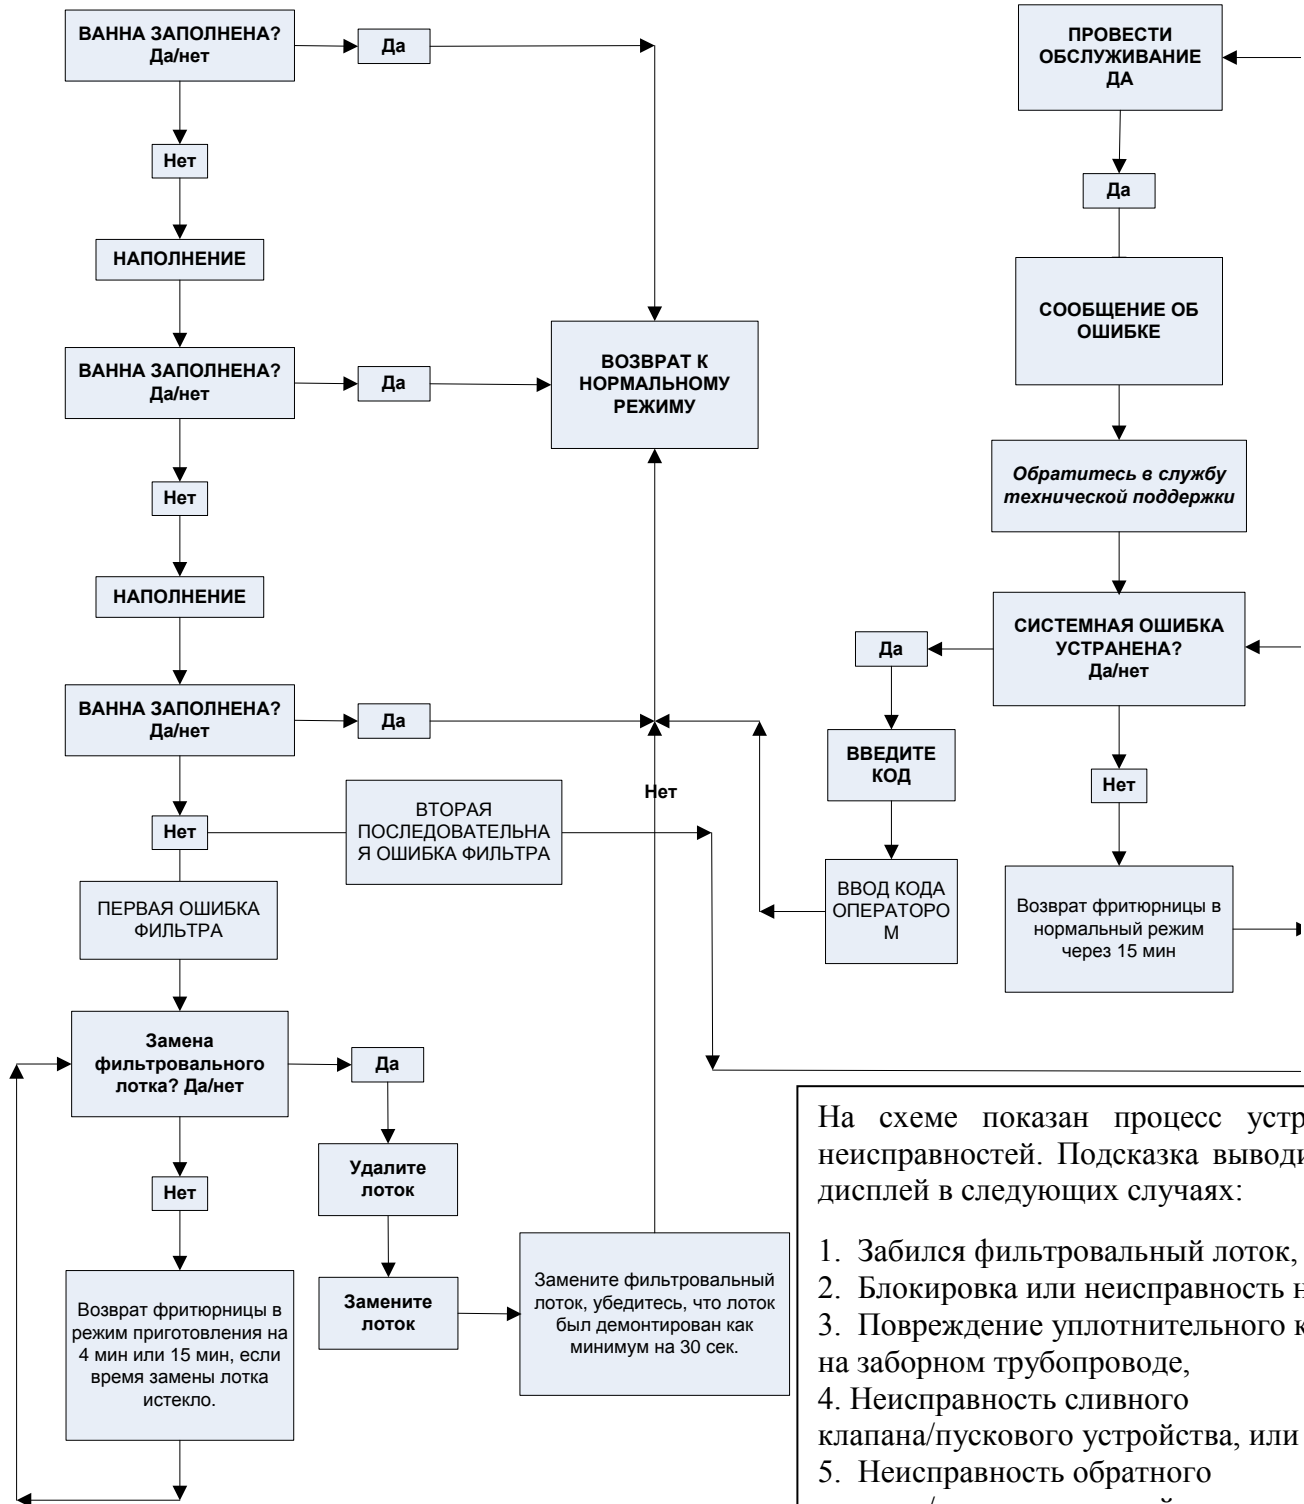 ВАННА ЗАПОЛНЕНА?
Да/нет
Да
Нет
НАПОЛНЕНИЕ
ВАННА ЗАПОЛНЕНА?
Да/нет
Да
Нет
НАПОЛНЕНИЕ
ВАННА ЗАПОЛНЕНА?
Да/нет
Да
Нет
ВТОРАЯ
ПОСЛЕДОВАТЕЛЬНА
Я ОШИБКА ФИЛЬТРА
ПЕРВАЯ ОШИБКА
ФИЛЬТРА
Замена
фильтровального
лотка? Да/нет
Да
Удалите
лоток
Замените
лоток
Замените фильтровальный
лоток, убедитесь, что лоток
был демонтирован как
минимум на 30 сек.
Нет
Возврат фритюрницы в
режим приготовления на
4 мин или 15 мин, если
время замены лотка
истекло.
ВОЗВРАТ К
НОРМАЛЬНОМУ
РЕЖИМУ
Нет
ПРОВЕСТИ
ОБСЛУЖИВАНИЕ
ДА
Да
СООБЩЕНИЕ ОБ
ОШИБКЕ
Обратитесь в службу
технической поддержки
СИСТЕМНАЯ ОШИБКА
УСТРАНЕНА?
Да/нет
Да
ВВЕДИТЕ
КОД
ВВОД КОДА
ОПЕРАТОРО
М
Нет
Возврат фритюрницы в
нормальный режим
через 15 мин
На схеме показан процесс устр
неисправностей. Подсказка выводи
дисплей в следующих случаях:
1. Забился фильтровальный лоток,
2. Блокировка или неисправность н
3. Повреждение уплотнительного к
на заборном трубопроводе,
4. Неисправность сливного
клапана/пускового устройства, или
5. Неисправность обратного